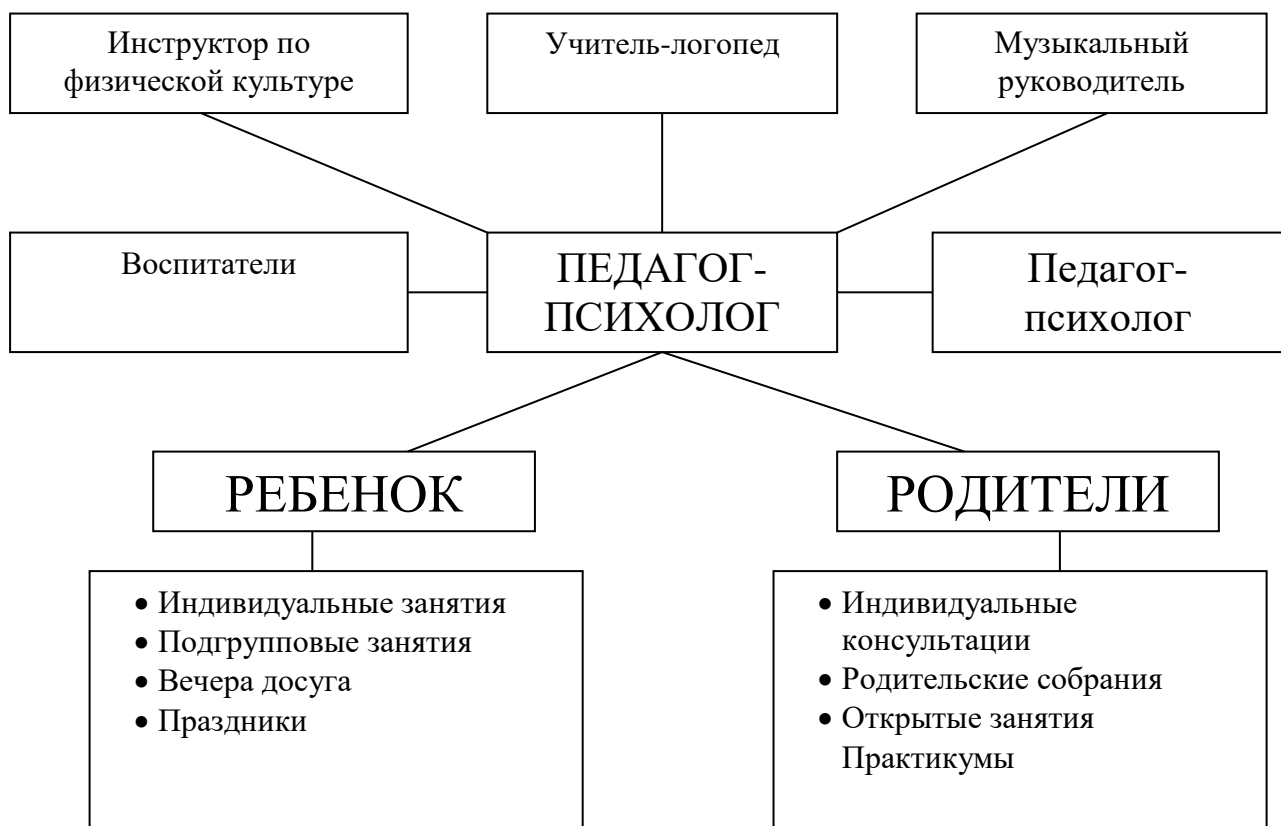 Инструктор по
физической культуре
Учитель-логопед
Музыкальный
руководитель
Воспитатели
ПЕДАГОГ-
ПСИХОЛОГ
Педагог-
психолог
РЕБЕНОК
РОДИТЕЛИ
• Индивидуальные занятия
• Подгрупповые занятия
• Вечера досуга
• Праздники
• Индивидуальные
консультации
• Родительские собрания
• Открытые занятия
Практикумы